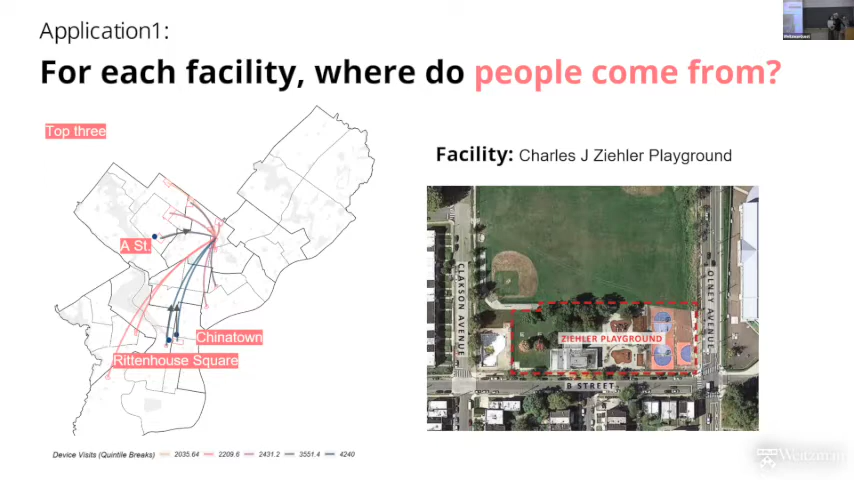 Application1:
For each facility, where do people come from?
Top three
A St.
Chinatown
Rittenhouse Square
Device Visits (Quintile Breaks) 2035.64 2209.6 2431.2 3551.4 4240
Facility: Charles J Ziehler Playground
CLAKSON AVENUE
OLNEY AVENUE
ZIEHLER PLAYGROUND
B STREET
Weitzman